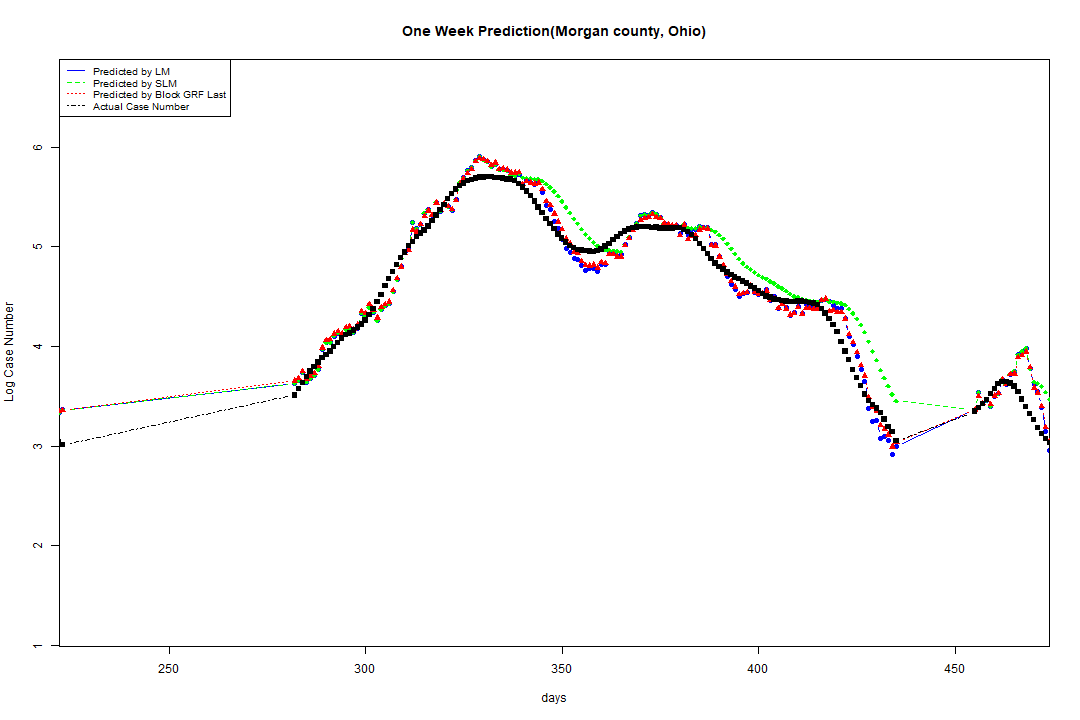 One Week Prediction(Morgan county, Ohio)
Predicted by LM
Predicted by SLM
Predicted by Block GRF Last
Actual Case Number
6
5
4
3
2
1
Log Case Number
250 300 350 400 450
days